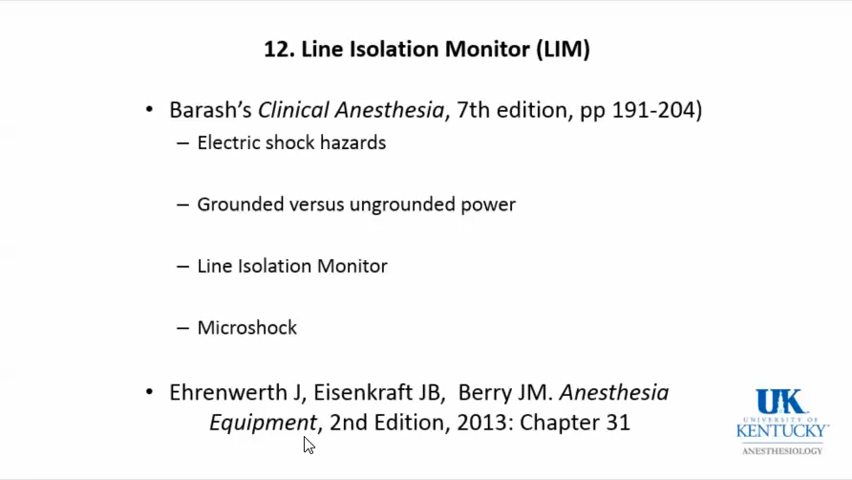 12. Line Isolation Monitor (LIM)
• Barash's Clinical Anesthesia, 7th edition, pp 191-204)
– Electric shock hazards
– Grounded versus ungrounded power
– Line Isolation Monitor
– Microshock
• Ehrenwerth J, Eisenkraft JB, Berry JM. Anesthesia
Equipment, 2nd Edition, 2013: Chapter 31
UK
UNIVERSITY OF
KENTUCKY
ANESTHESIOLOGY